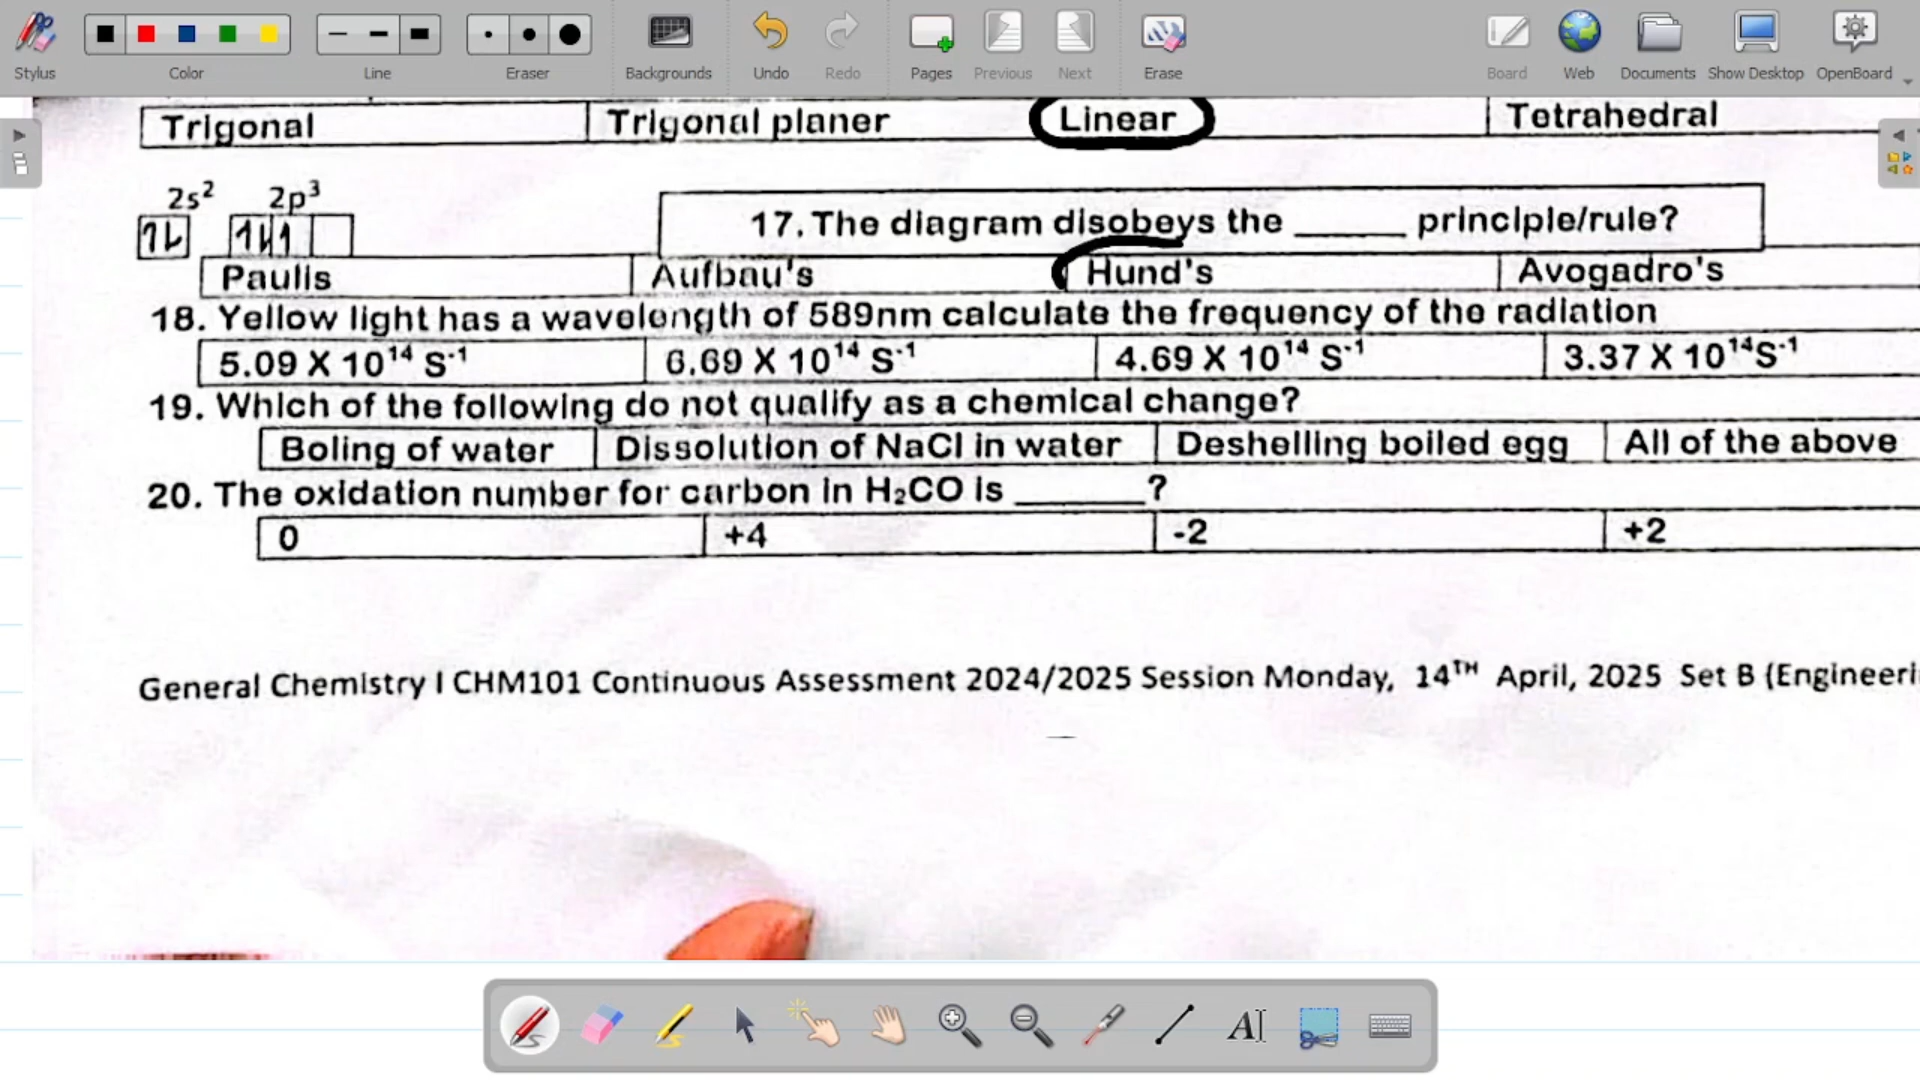 Stylus Color Line Eraser Backgrounds Undo Redo Pages Previous Next Erase Board Web Documents Show Desktop OpenBoard
Trigonal Trigonal planer Linear Tetrahedral
2s² 2p³
17. The diagram disobeys the ______ principle/rule?
Paulis Aufbau's Hund's Avogadro's
18. Yellow light has a wavelength of 589nm calculate the frequency of the radiation
5.09 X 10¹⁴ S⁻¹ 6.69 X 10¹⁴ S⁻¹ 4.69 X 10¹⁴ S⁻¹ 3.37 X 10¹⁴S⁻¹
19. Which of the following do not qualify as a chemical change?
Boling of water Dissolution of NaCl in water Deshelling boiled egg All of the above
20. The oxidation number for carbon in H₂CO is _______?
0 +4 -2 +2
General Chemistry I CHM101 Continuous Assessment 2024/2025 Session Monday, 14ᵀᴴ April, 2025 Set B (Engineeri